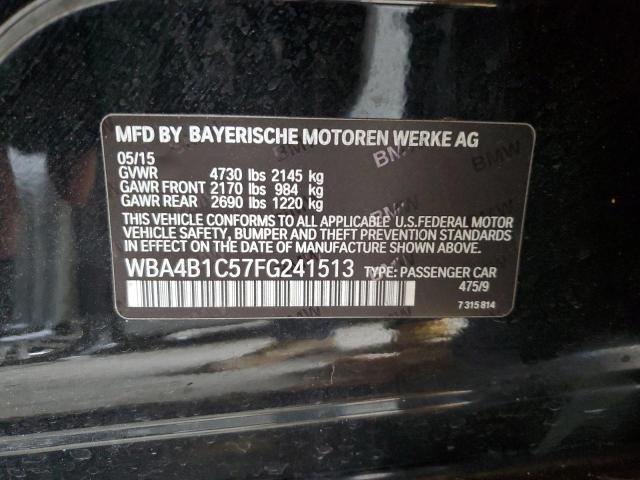 MFD BY BAYERISCHE MOTOREN WERKE AG
05/15
GVWR 4730 lbs 2145 kg
GAWR FRONT 2170 lbs 984 kg
GAWR REAR 2690 lbs 1220 kg
THIS VEHICLE CONFORMS TO ALL APPLICABLE U.S.FEDERAL MOTOR
VEHICLE SAFETY, BUMPER AND THEFT PREVENTION STANDARDS
IN EFFECT ON THE DATE OF MANUFACTURE SHOWN ABOVE.
WBA4B1C57FG241513 TYPE: PASSENGER CAR
475/9
7 315 814